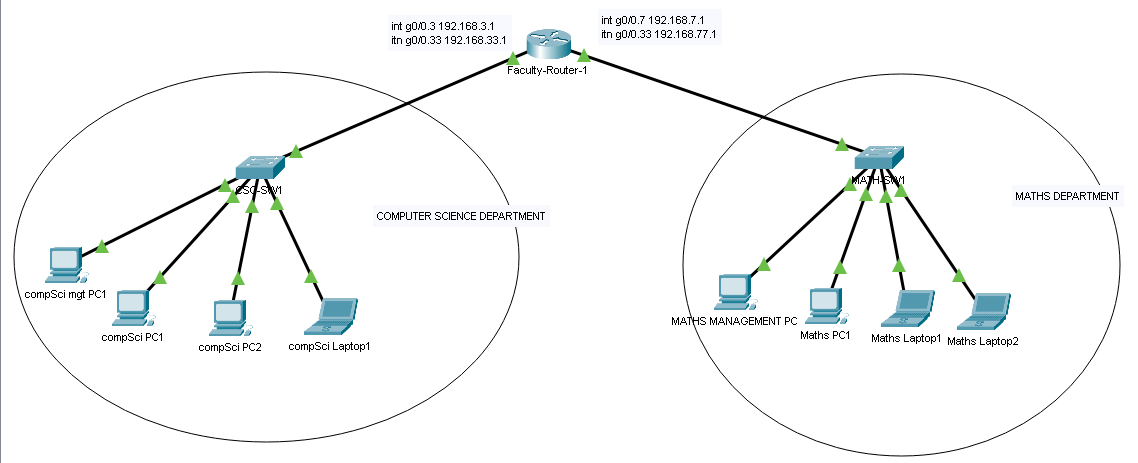 int g0/0.3 192.168.3.1
itn g0/0.33 192.168.33.1
int g0/0.7 192.168.7.1
itn g0/0.33 192.168.77.1
Faculty-Router-1
CSC-SW1
MATH-SW1
COMPUTER SCIENCE DEPARTMENT
MATHS DEPARTMENT
compSci mgt PC1
compSci PC1
compSci PC2
compSci Laptop1
MATHS MANAGEMENT PC
Maths PC1
Maths Laptop1
Maths Laptop2